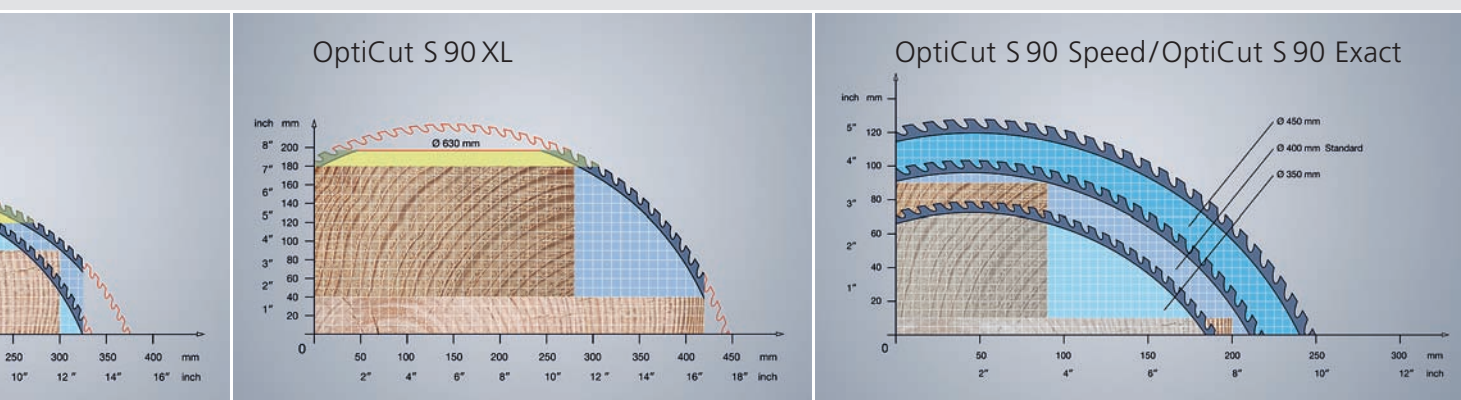 250 300 350 400 mm
10" 12" 14" 16" inch
OptiCut S 90 XL
inch mm
8" 200
7" 180
6" 160
140
5" 120
4" 100
3" 80
60
2" 40
1" 20
0
Ø 630 mm
50 100 150 200 250 300 350 400 450 mm
2" 4" 6" 8" 10" 12" 14" 16" 18" inch
OptiCut S 90 Speed/OptiCut S 90 Exact
inch mm
5" 120
4" 100
3" 80
60
2" 40
1" 20
0
Ø 450 mm
Ø 400 mm Standard
Ø 350 mm
50 100 150 200 250 300 mm
2" 4" 6" 8" 10" 12" inch